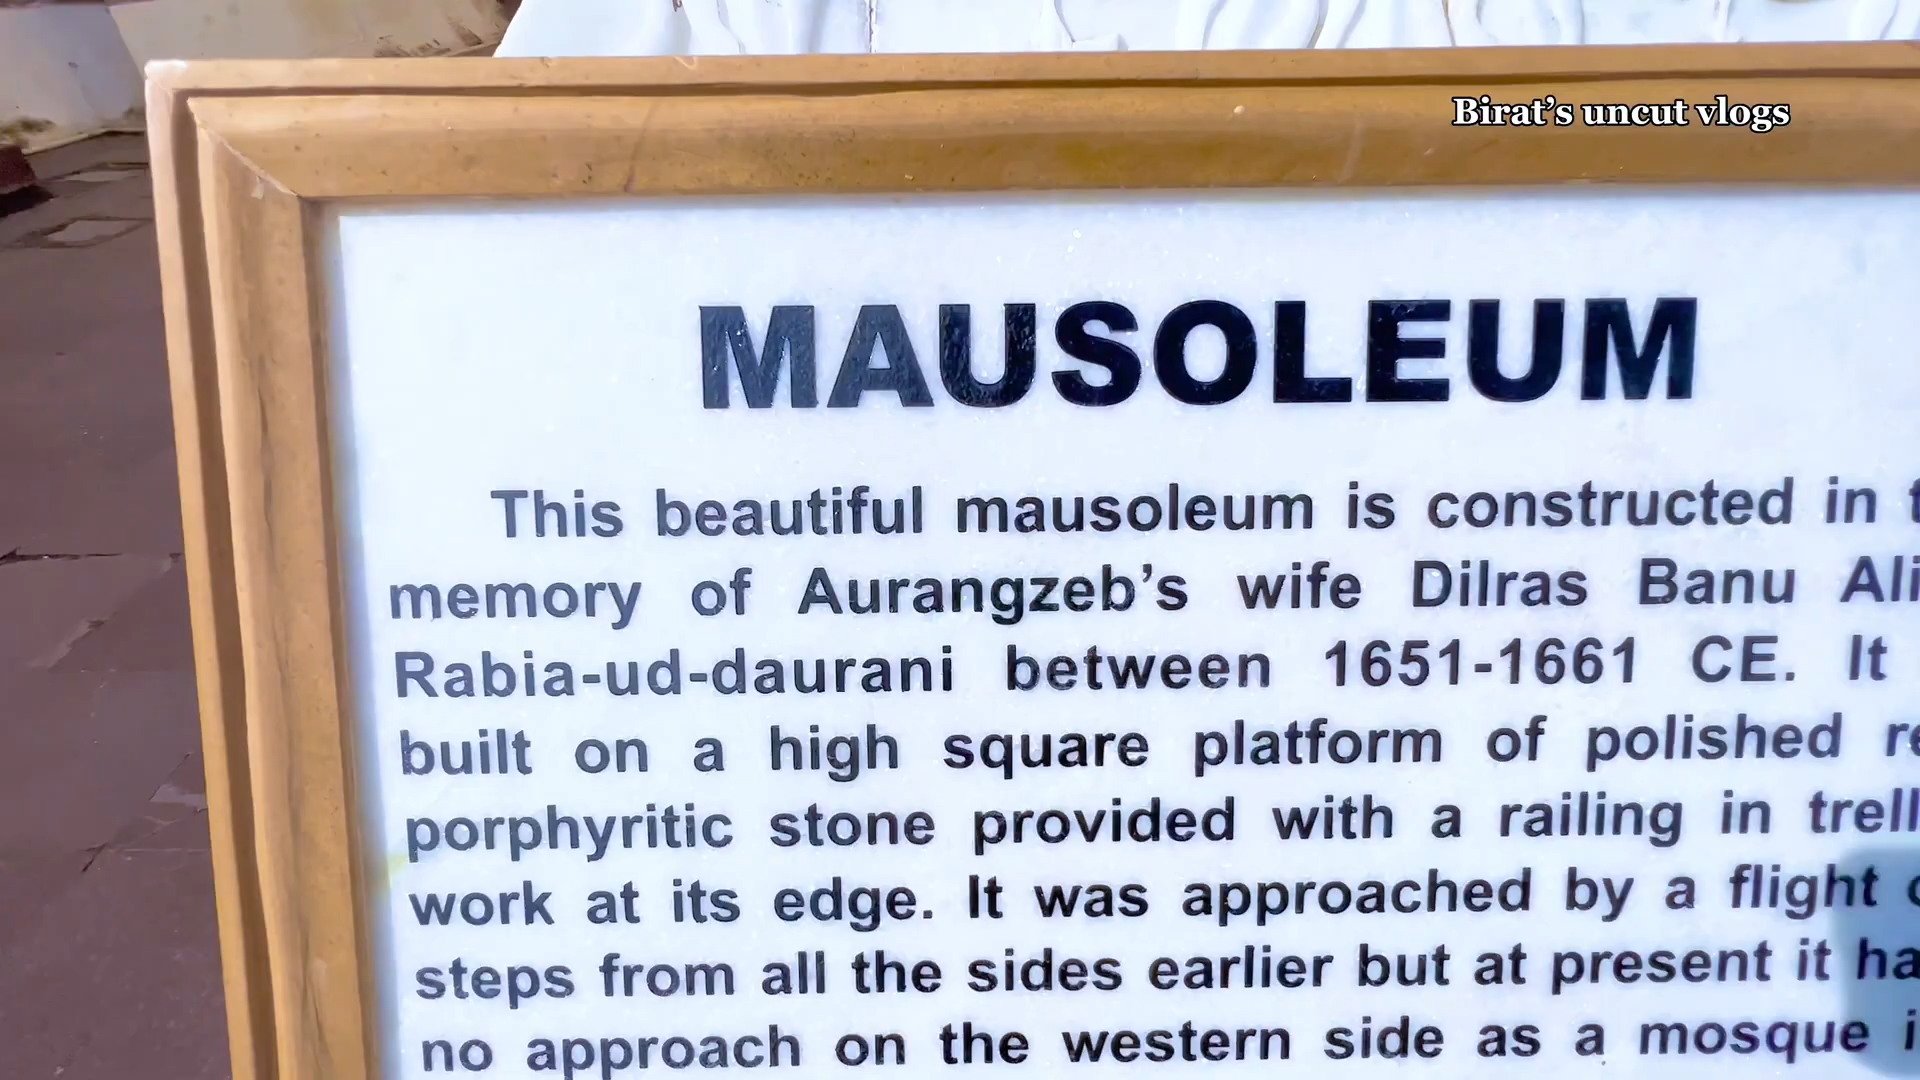 Birat's uncut vlogs
MAUSOLEUM
This beautiful mausoleum is constructed in
memory of Aurangzeb's wife Dilras Banu
Rabia-ud-daurani between 1651-1661 CE. It
built on a high square platform of polished
porphyritic stone provided with a railing in
work at its edge. It was approached by a flight
steps from all the sides earlier but at present it
no approach on the western side as a mosque